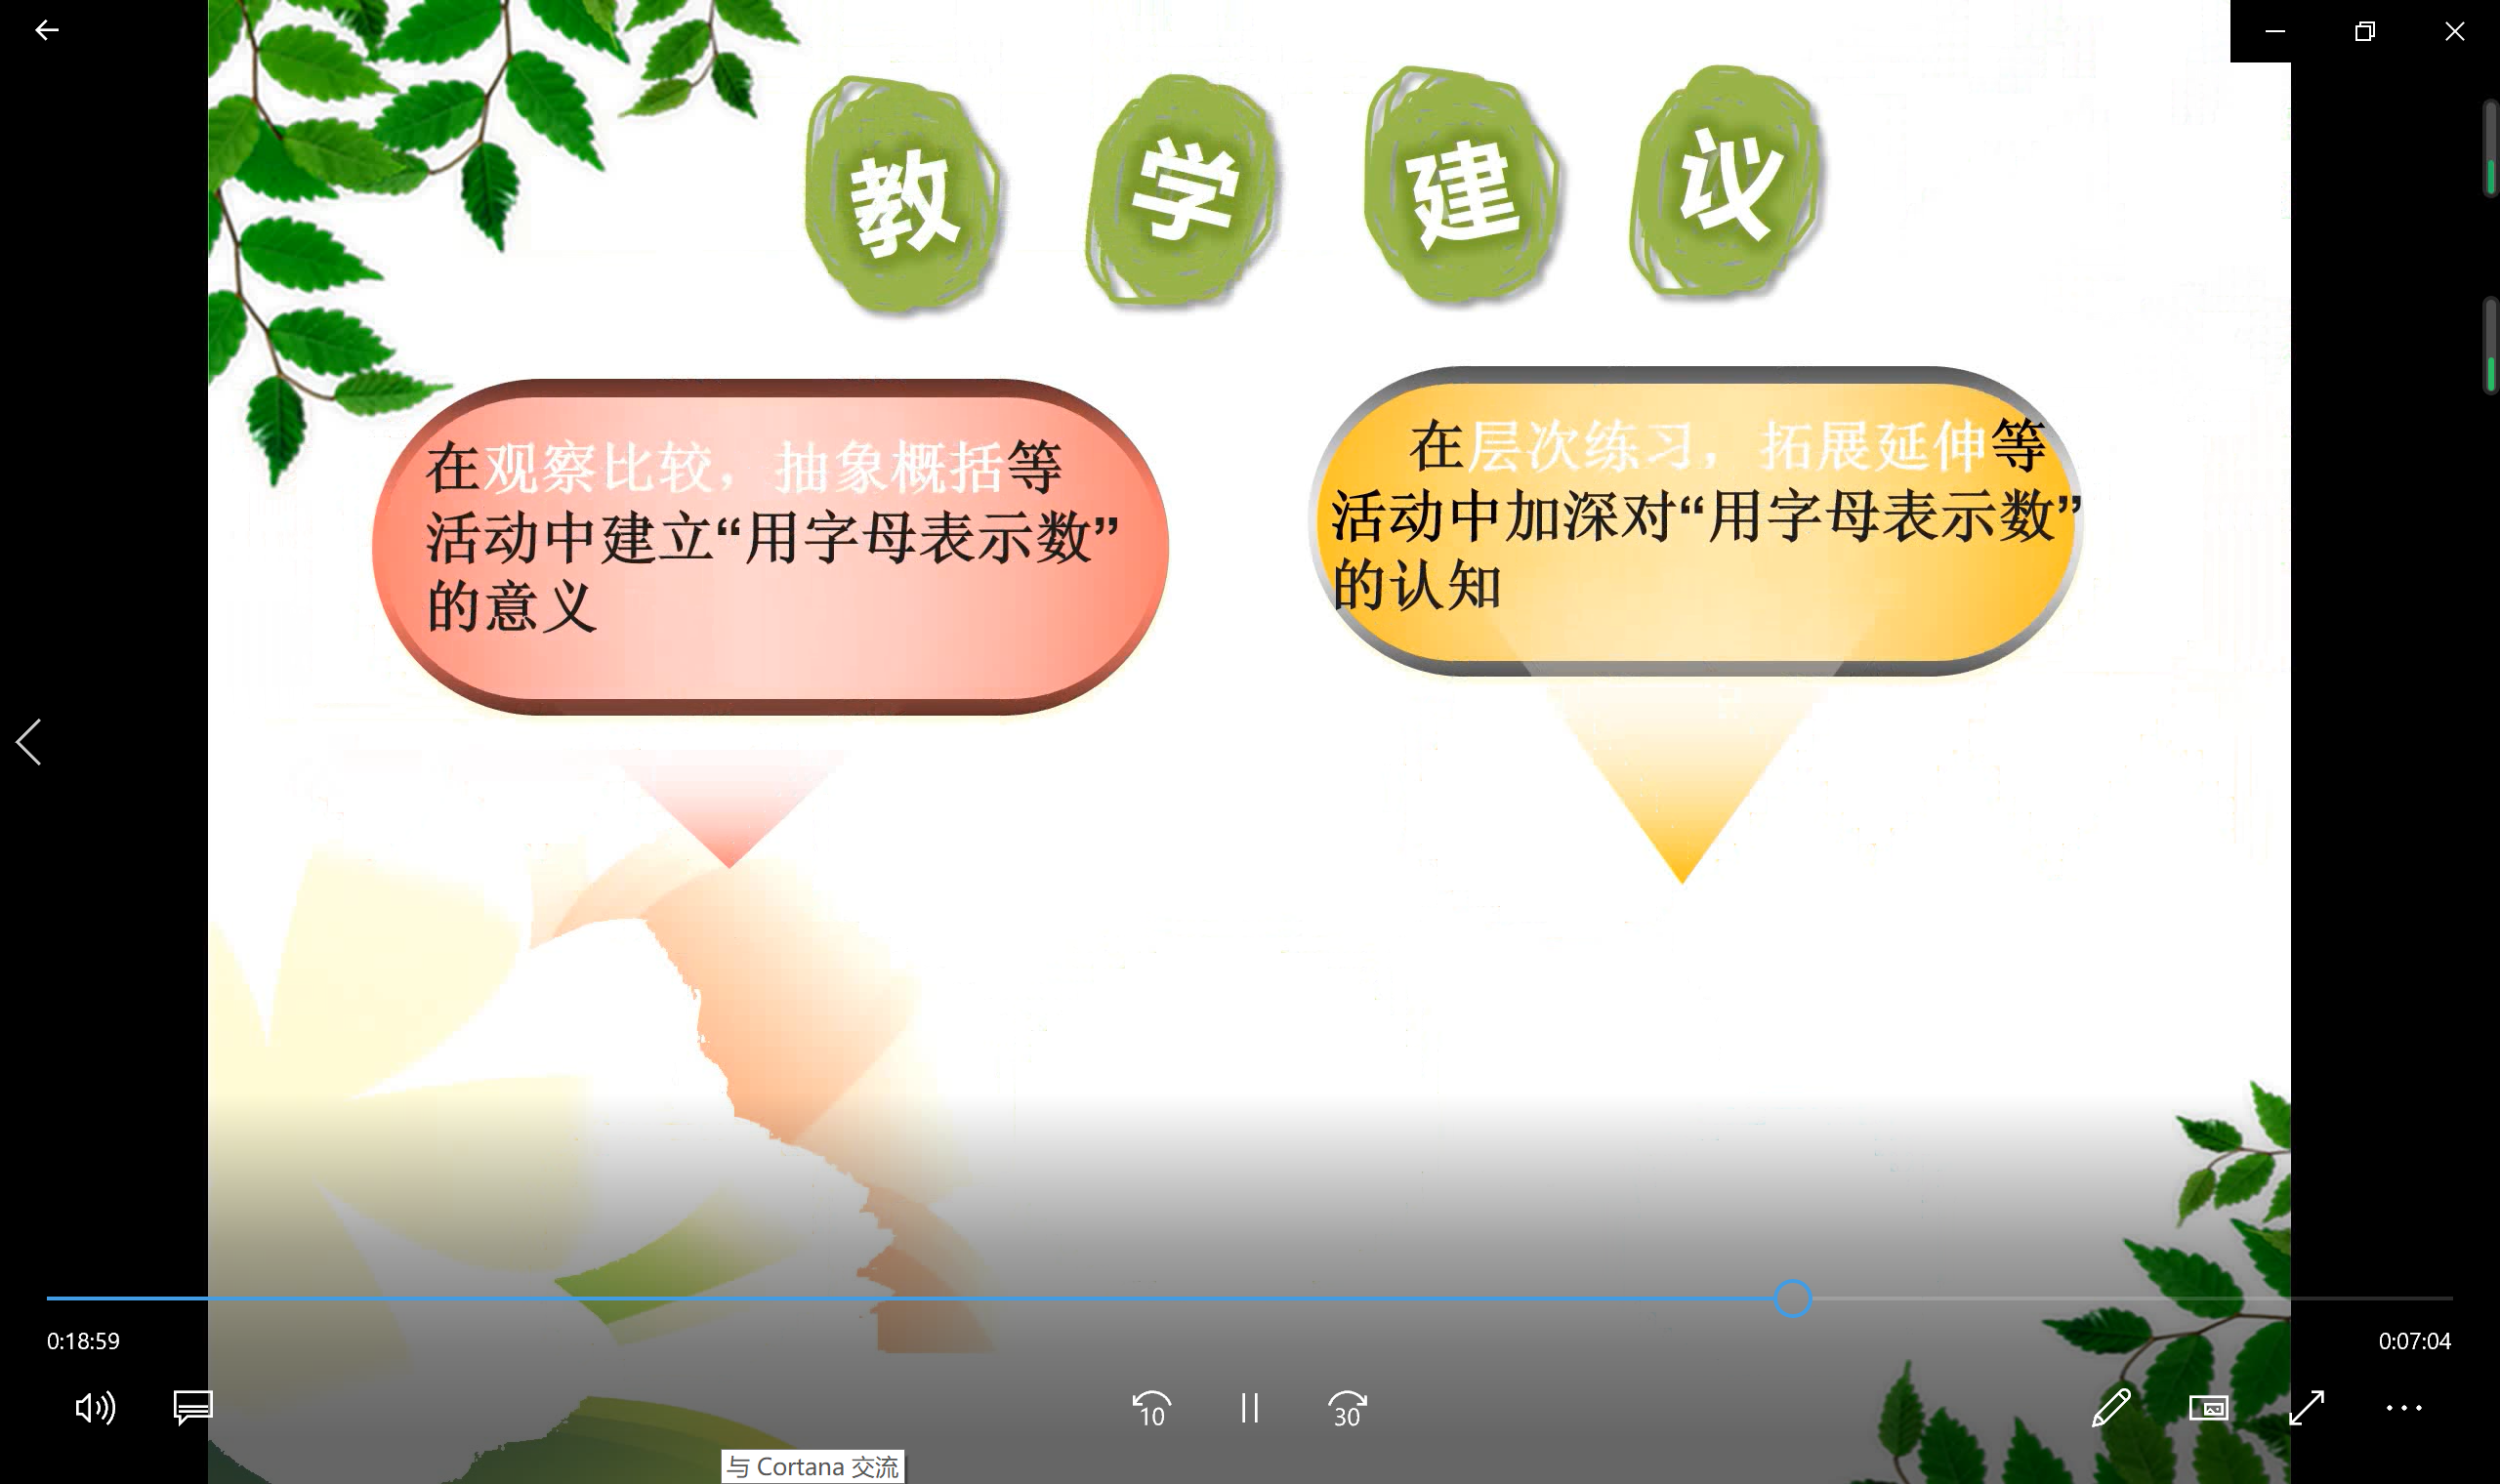 教学建议
在观察比较，抽象概括等
活动中建立“用字母表示数”
的意义
在层次练习，拓展延伸等
活动中加深对“用字母表示数”
的认知
0:18:59
0:07:04
10
30
与 Cortana 交流